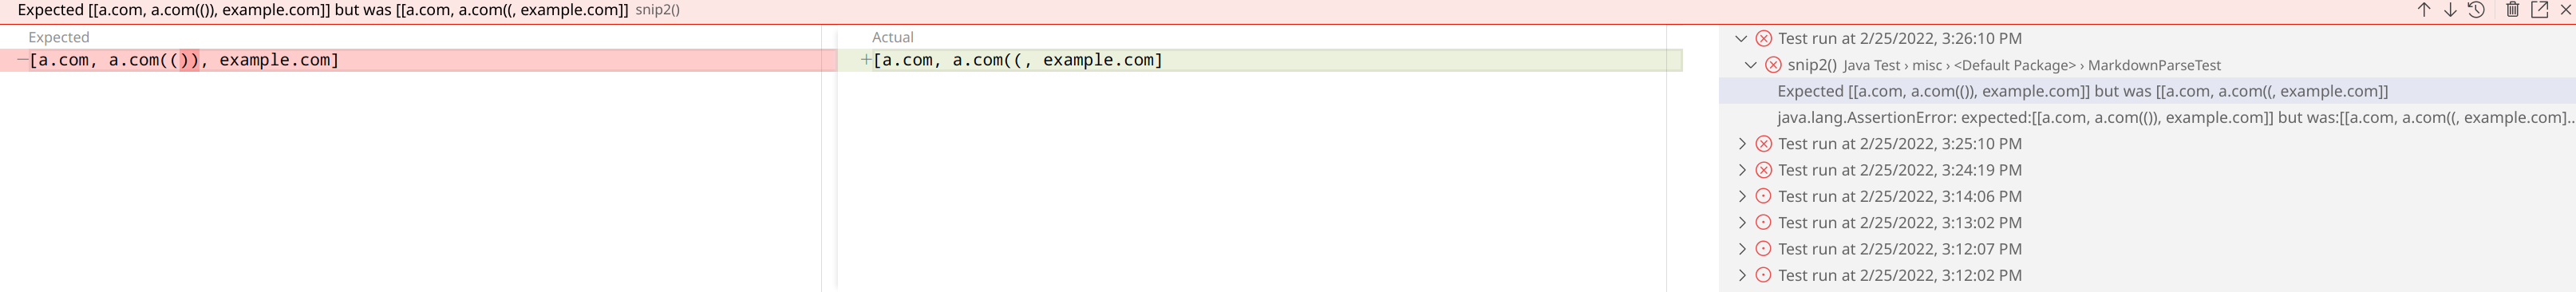 Expected [[a.com, a.com(()), example.com]] but was [[a.com, a.com((, example.com]] snip2()
Expected
−[a.com, a.com(()), example.com]
Actual
+[a.com, a.com((, example.com]
Test run at 2/25/2022, 3:26:10 PM
snip2() Java Test › misc › <Default Package> › MarkdownParseTest
Expected [[a.com, a.com(()), example.com]] but was [[a.com, a.com((, example.com]]
java.lang.AssertionError: expected:[[a.com, a.com(()), example.com]] but was:[[a.com, a.com((, example.com]...
Test run at 2/25/2022, 3:25:10 PM
Test run at 2/25/2022, 3:24:19 PM
Test run at 2/25/2022, 3:14:06 PM
Test run at 2/25/2022, 3:13:02 PM
Test run at 2/25/2022, 3:12:07 PM
Test run at 2/25/2022, 3:12:02 PM